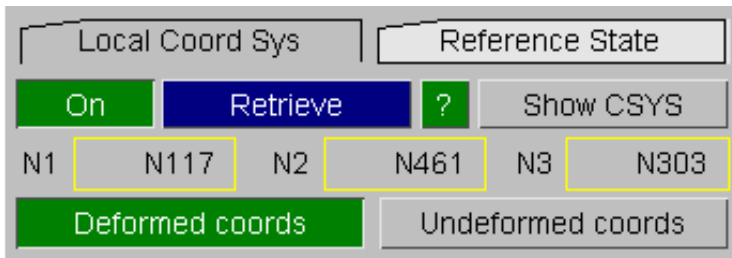 Local Coord Sys Reference State
On Retrieve ? Show CSYS
N1 N117 N2 N461 N3 N303
Deformed coords Undeformed coords